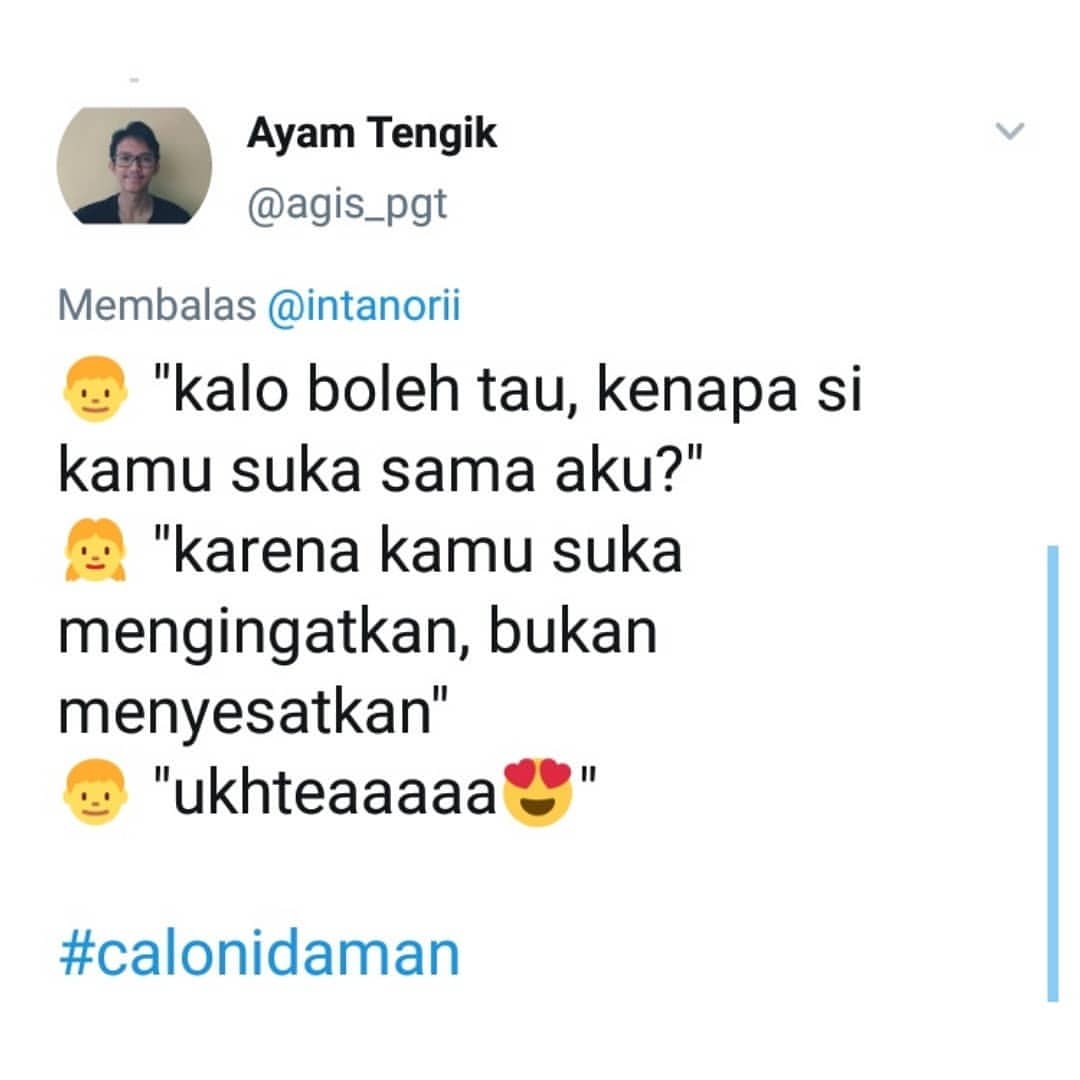 Ayam Tengik
@agis_pgt
Membalas @intanorii
👦 "kalo boleh tau, kenapa si
kamu suka sama aku?"
👧 "karena kamu suka
mengingatkan, bukan
menyesatkan"
👦 "ukhteaaaaa😍"
#calonidaman